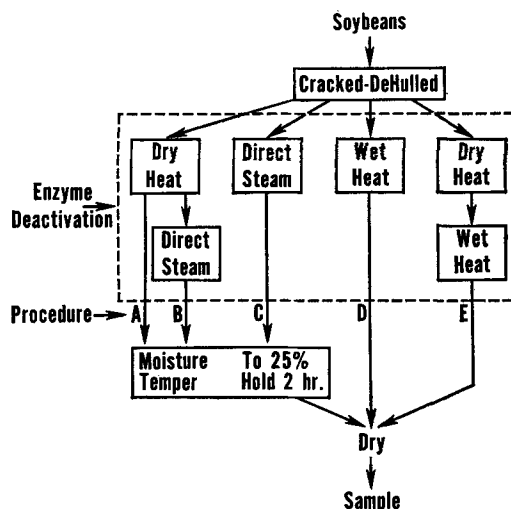 Soybeans
Cracked-DeHulled
Dry
Heat
Direct
Steam
Wet
Heat
Dry
Heat
Enzyme
Deactivation
Direct
Steam
Wet
Heat
Procedure
A
B
C
D
E
Moisture To 25%
Temper Hold 2 hr.
Dry
Sample